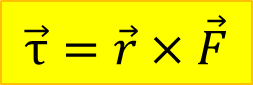 τ⃗ = r⃗ × F⃗